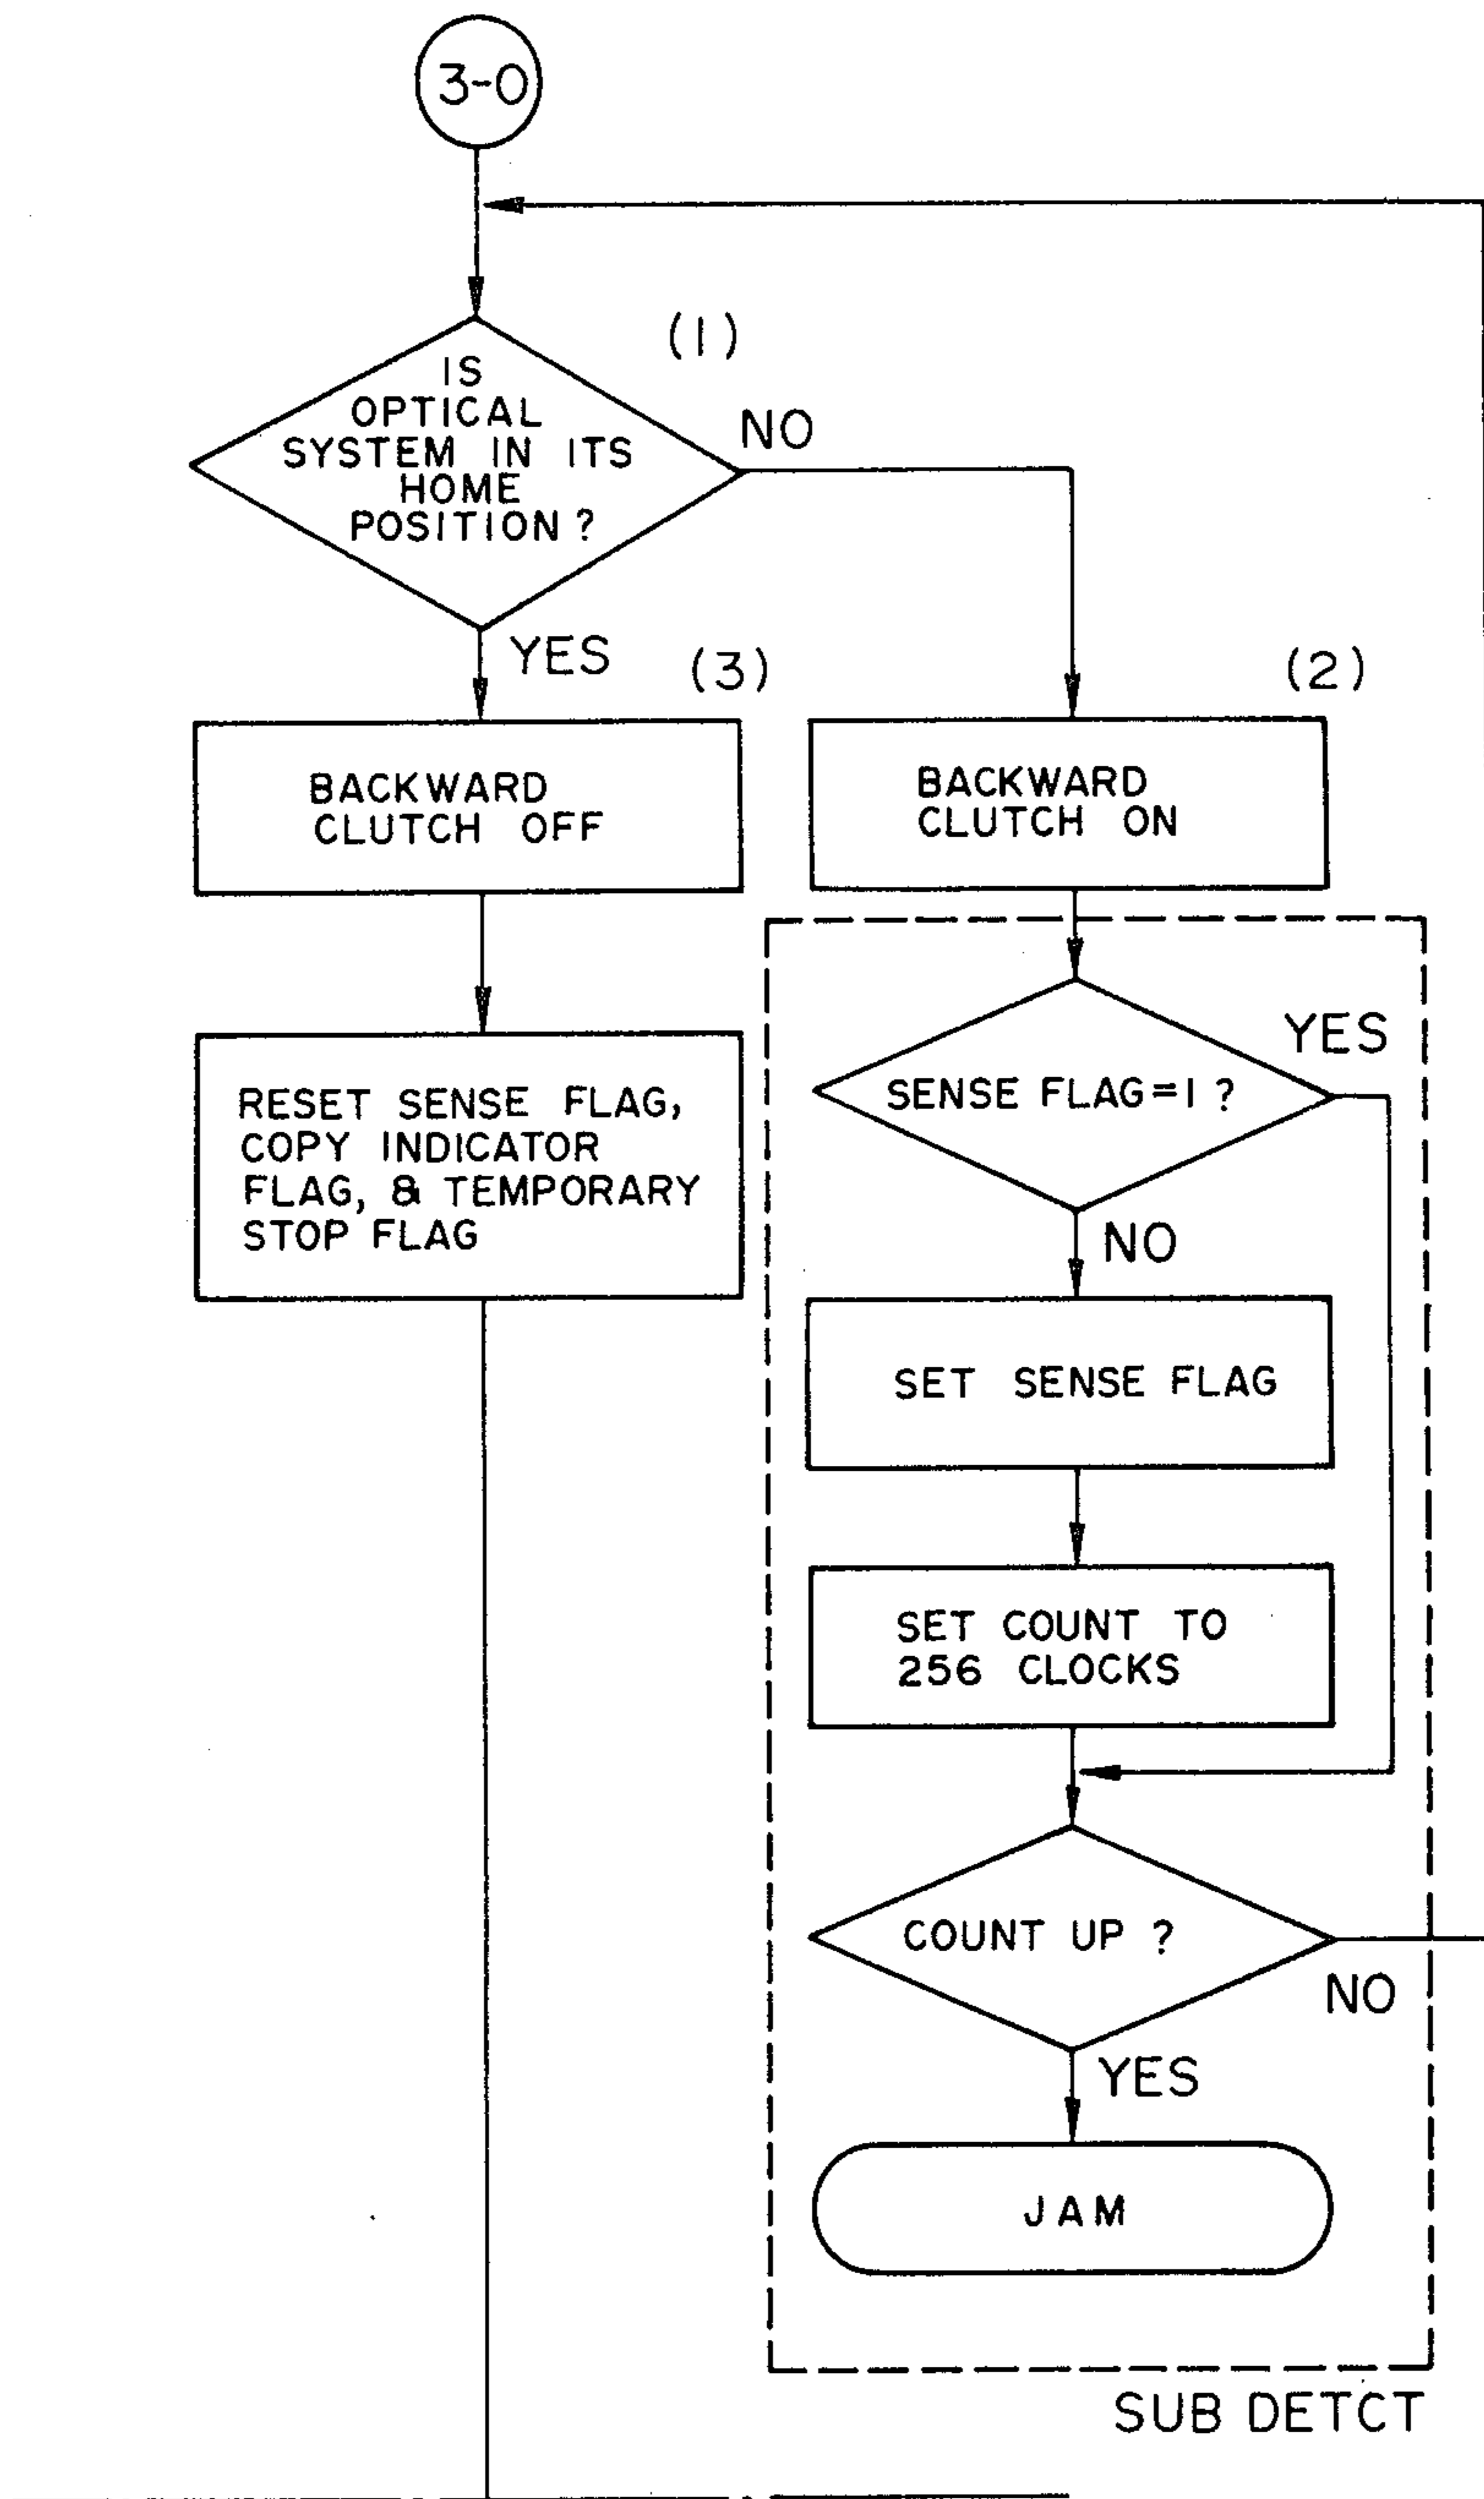 3-0
(1)
IS
OPTICAL
SYSTEM IN ITS
HOME
POSITION?
NO
YES
(3)
(2)
BACKWARD
CLUTCH OFF
BACKWARD
CLUTCH ON
RESET SENSE FLAG,
COPY INDICATOR
FLAG, & TEMPORARY
STOP FLAG
YES
SENSE FLAG=1 ?
NO
SET SENSE FLAG
SET COUNT TO
256 CLOCKS
COUNT UP ?
NO
YES
JAM
SUB DETCT